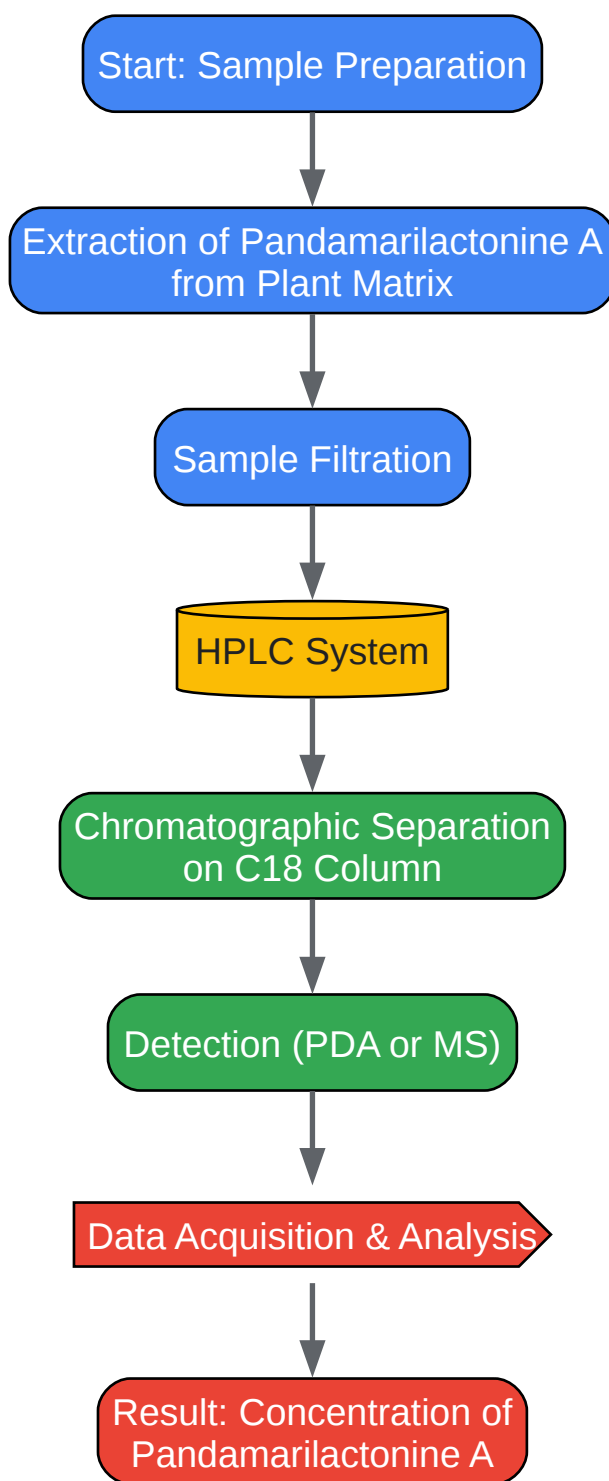 Start: Sample Preparation
Extraction of Pandamarilactonine A
from Plant Matrix
Sample Filtration
HPLC System
Chromatographic Separation
on C18 Column
Detection (PDA or MS)
Data Acquisition & Analysis
Result: Concentration of
Pandamarilactonine A